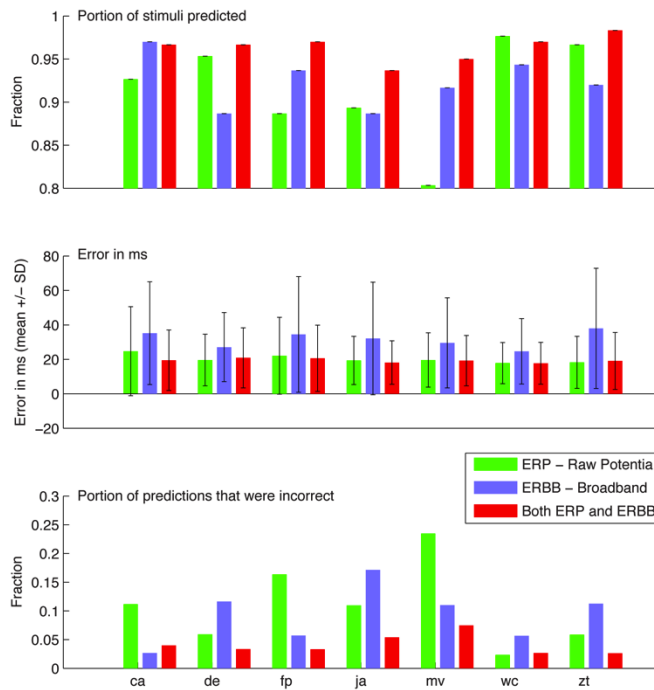 Portion of stimuli predicted
1
0.95
0.9
0.85
0.8
Fraction
Error in ms
80
60
40
20
0
−20
Error in ms (mean +/− SD)
ERP − Raw Potential
ERBB − Broadband
Both ERP and ERBB
Portion of predictions that were incorrect
0.3
0.25
0.2
0.15
0.1
0.05
0
Fraction
ca de fp ja mv wc zt